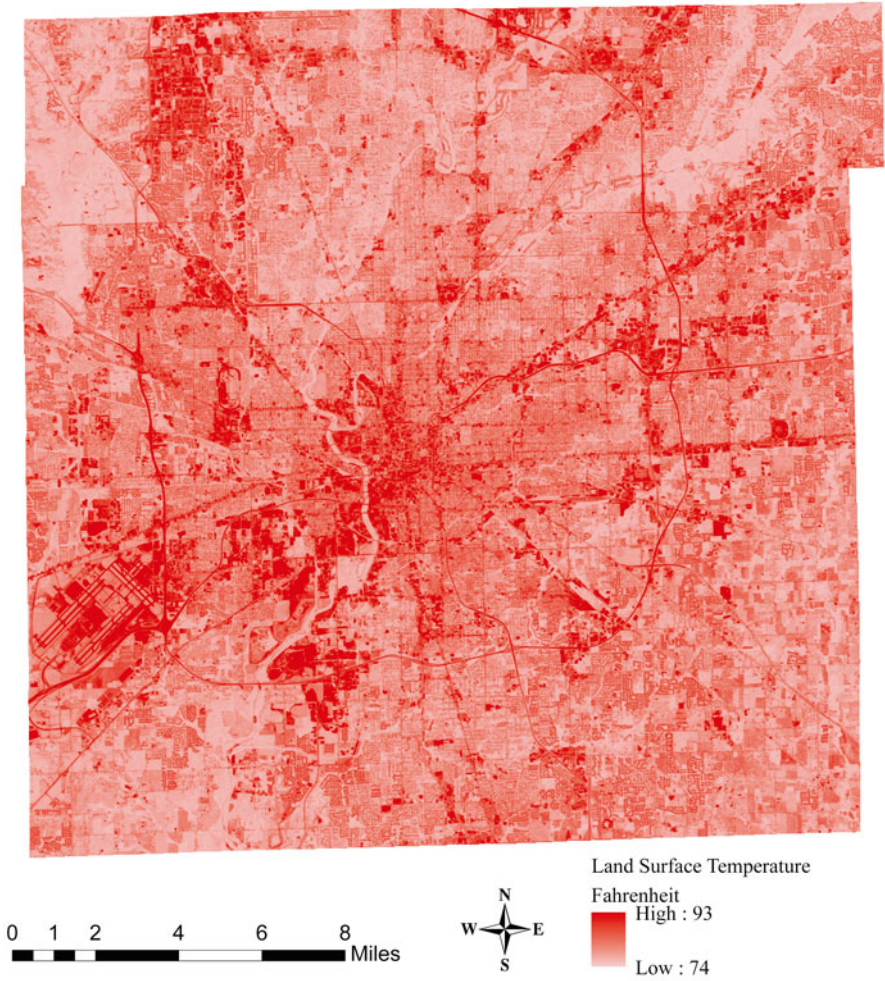 Land Surface Temperature
Fahrenheit
High : 93
Low : 74
N
W E
S
0 1 2 4 6 8
Miles